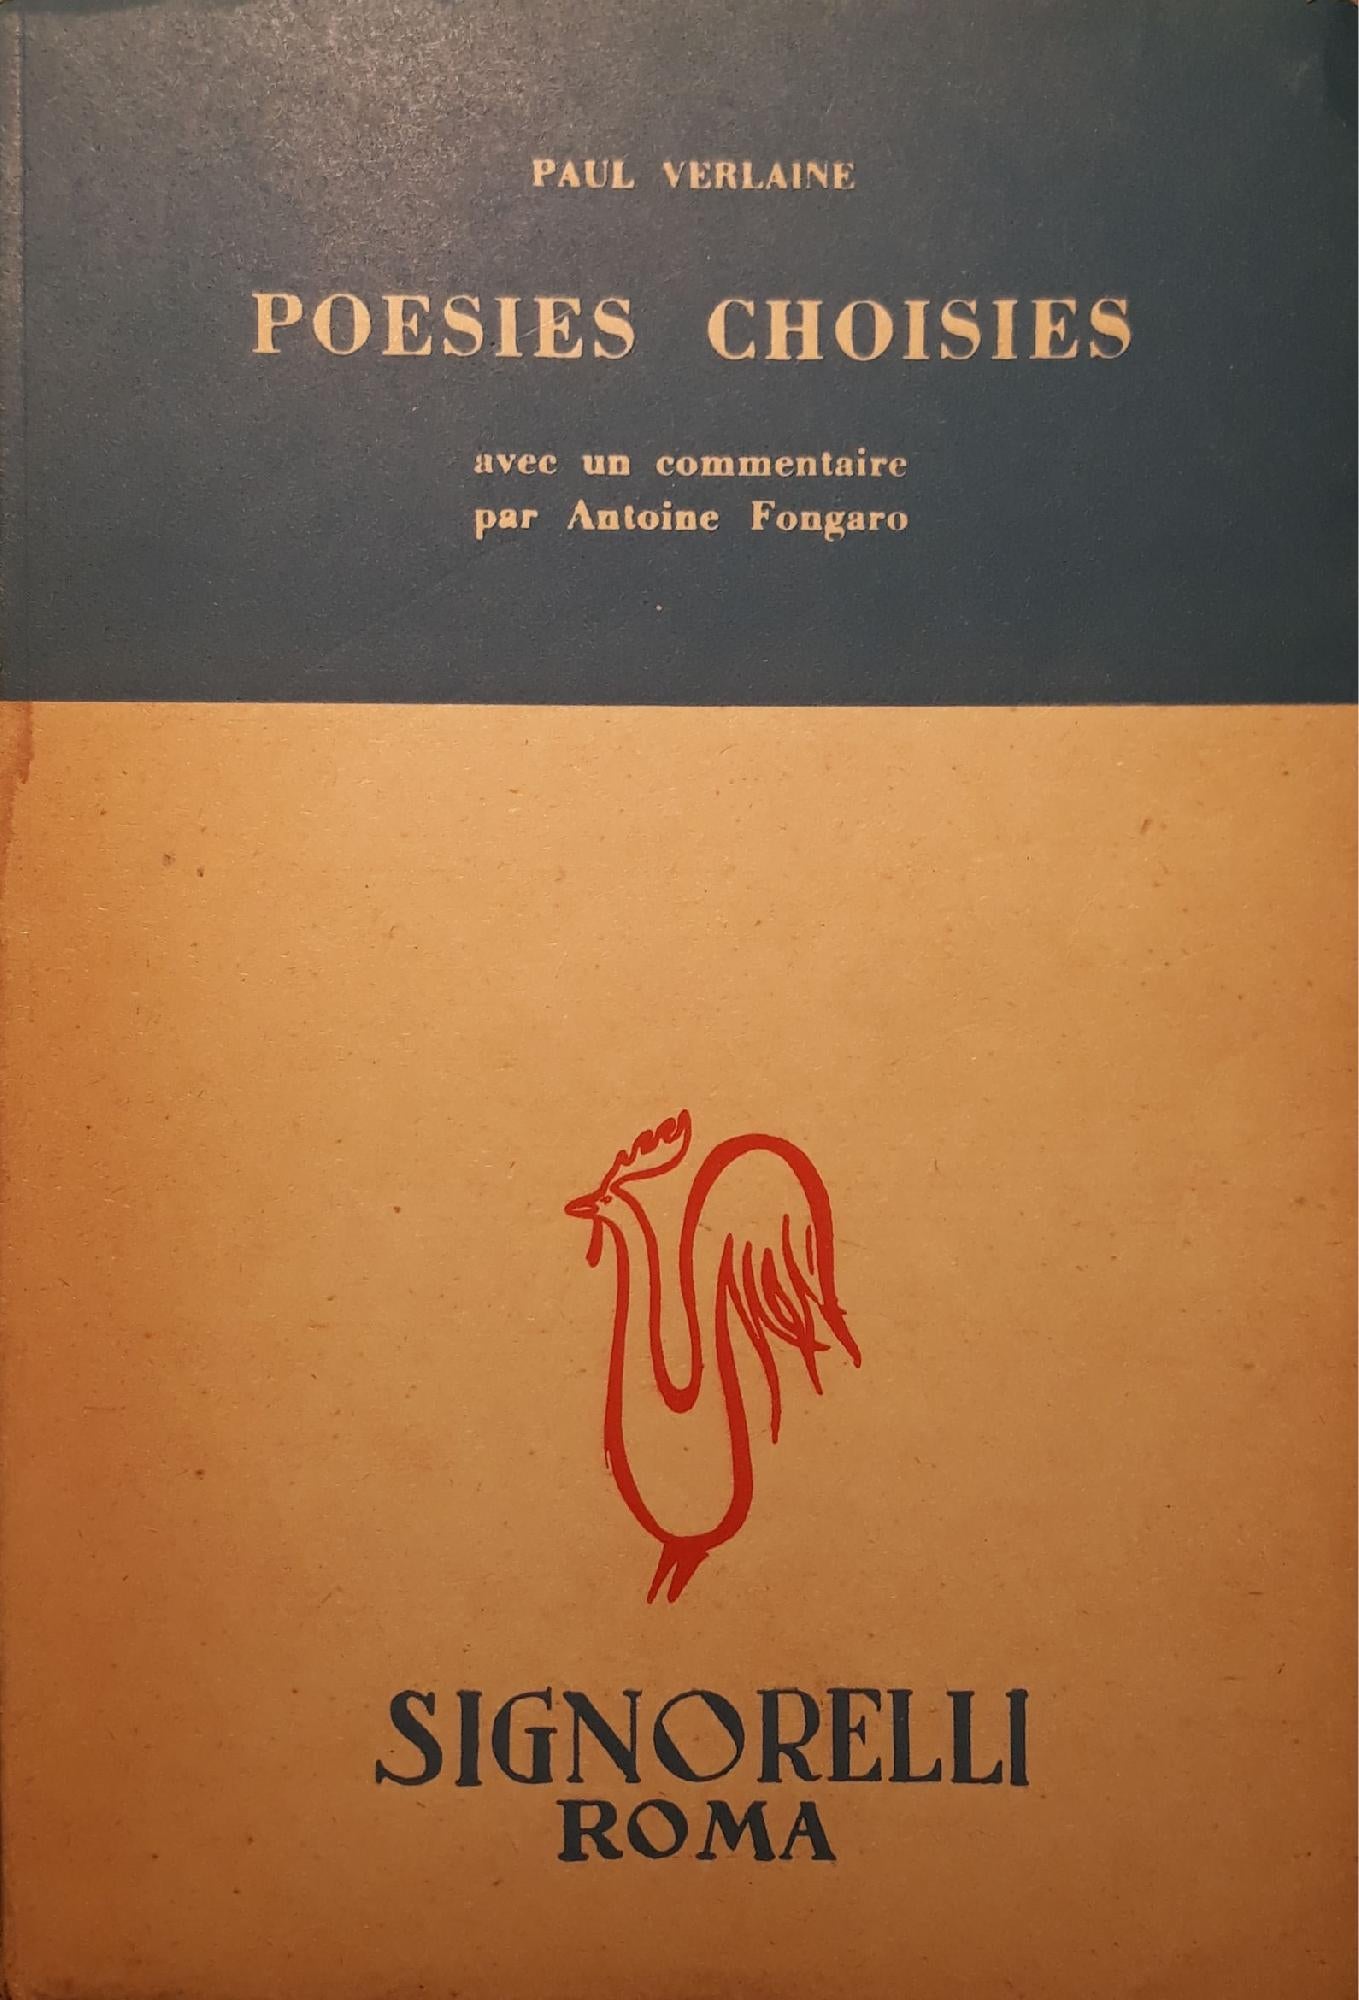 PAUL VERLAINE
POESIES CHOISIES
avec un commentaire
par Antoine Fongaro
SIGNORELLI
ROMA